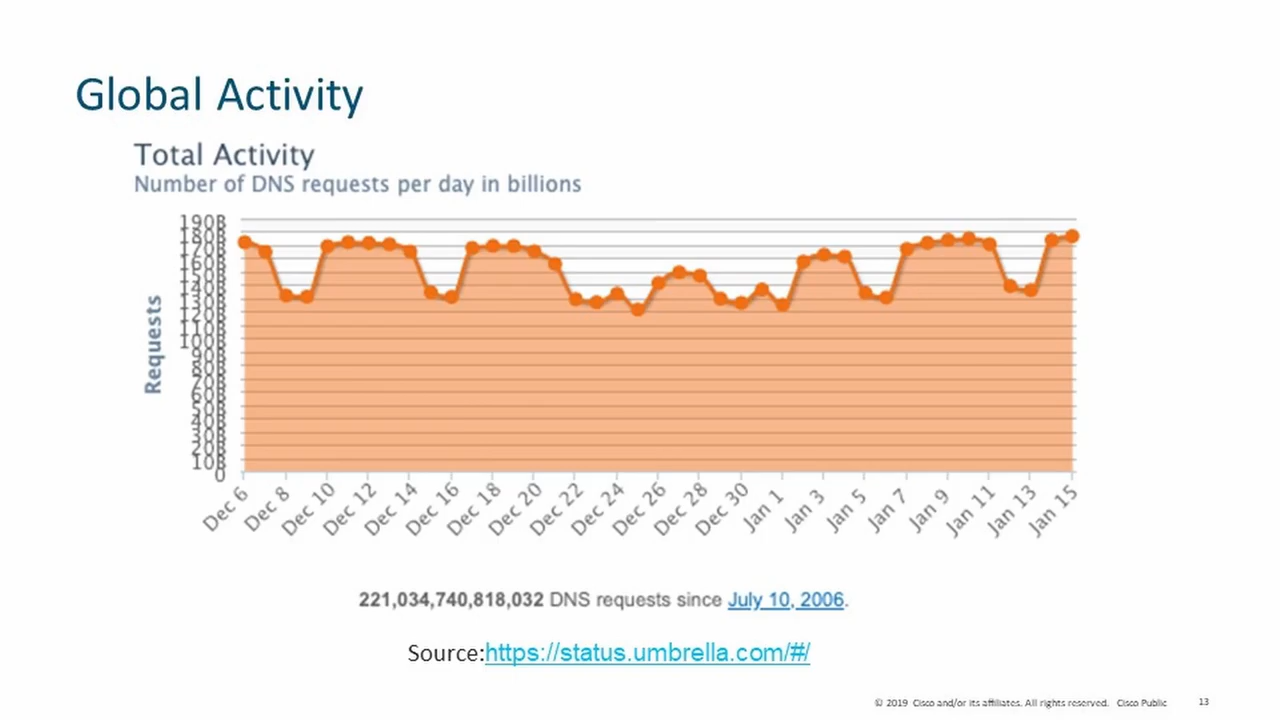 Global Activity
Total Activity
Number of DNS requests per day in billions
190B
180B
170B
160B
150B
140B
130B
120B
110B
100B
90B
80B
70B
60B
50B
40B
30B
20B
10B
0
Requests
Dec 6
Dec 8
Dec 10
Dec 12
Dec 14
Dec 16
Dec 18
Dec 20
Dec 22
Dec 24
Dec 26
Dec 28
Dec 30
Jan 1
Jan 3
Jan 5
Jan 7
Jan 9
Jan 11
Jan 13
Jan 15
221,034,740,818,032 DNS requests since July 10, 2006.
Source:https://status.umbrella.com/#/
© 2019 Cisco and/or its affiliates. All rights reserved. Cisco Public 13